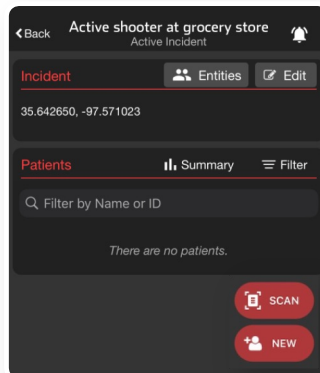 Back
Active shooter at grocery store
Active Incident
Incident
Entities
Edit
35.642650, -97.571023
Patients
Summary
Filter
Filter by Name or ID
There are no patients.
SCAN
NEW